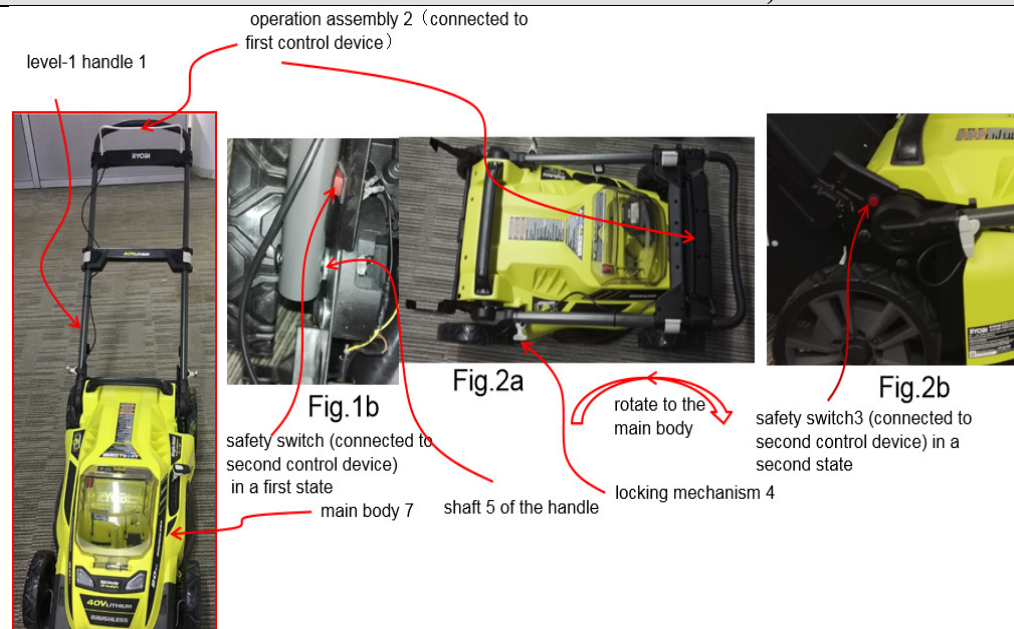 operation assembly 2（connected to
first control device）
level-1 handle 1
RYOBI
40V LITHIUM
40V LITHIUM
BRUSHLESS
Fig.1b
Fig.2a
Fig.2b
rotate to the
main body
safety switch (connected to
second control device)
in a first state
main body 7
shaft 5 of the handle
locking mechanism 4
safety switch3 (connected to
second control device) in a
second state